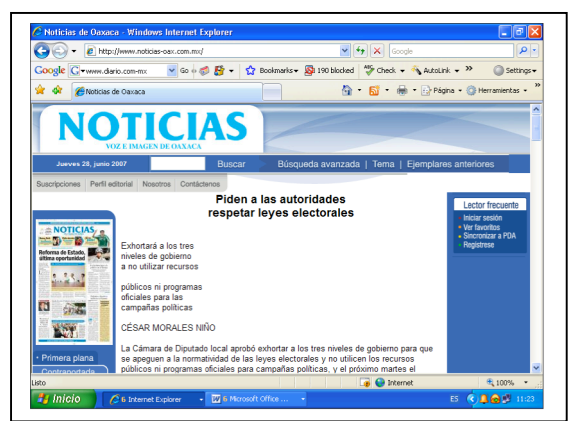 Noticias de Oaxaca - Windows Internet Explorer
http://www.noticias-oax.com.mx/
Google
Google
www.diario.com-mx
Go
Bookmarks
190 blocked
Check
AutoLink
Settings
Noticias de Oaxaca
Página
Herramientas
NOTICIAS
VOZ E IMAGEN DE OAXACA
Jueves 28, junio 2007
Buscar
Búsqueda avanzada | Tema | Ejemplares anteriores
Suscripciones Perfil editorial Nosotros Contáctenos
Piden a las autoridades
respetar leyes electorales
Lector frecuente
Iniciar sesión
Ver favoritos
Sincronizar a PDA
Registrese
NOTICIAS
Reforma de Estado,
última oportunidad
Exhortará a los tres
niveles de gobierno
a no utilizar recursos
públicos ni programas
oficiales para las
campañas políticas
CÉSAR MORALES NIÑO
La Cámara de Diputado local aprobó exhortar a los tres niveles de gobierno para que
se apeguen a la normatividad de las leyes electorales y no utilicen los recursos
públicos ni programas oficiales para campañas políticas, y el próximo martes el
Primera plana
Contraportada
Listo
Internet
100%
Inicio
6 Internet Explorer
6 Microsoft Office ...
ES
11:23